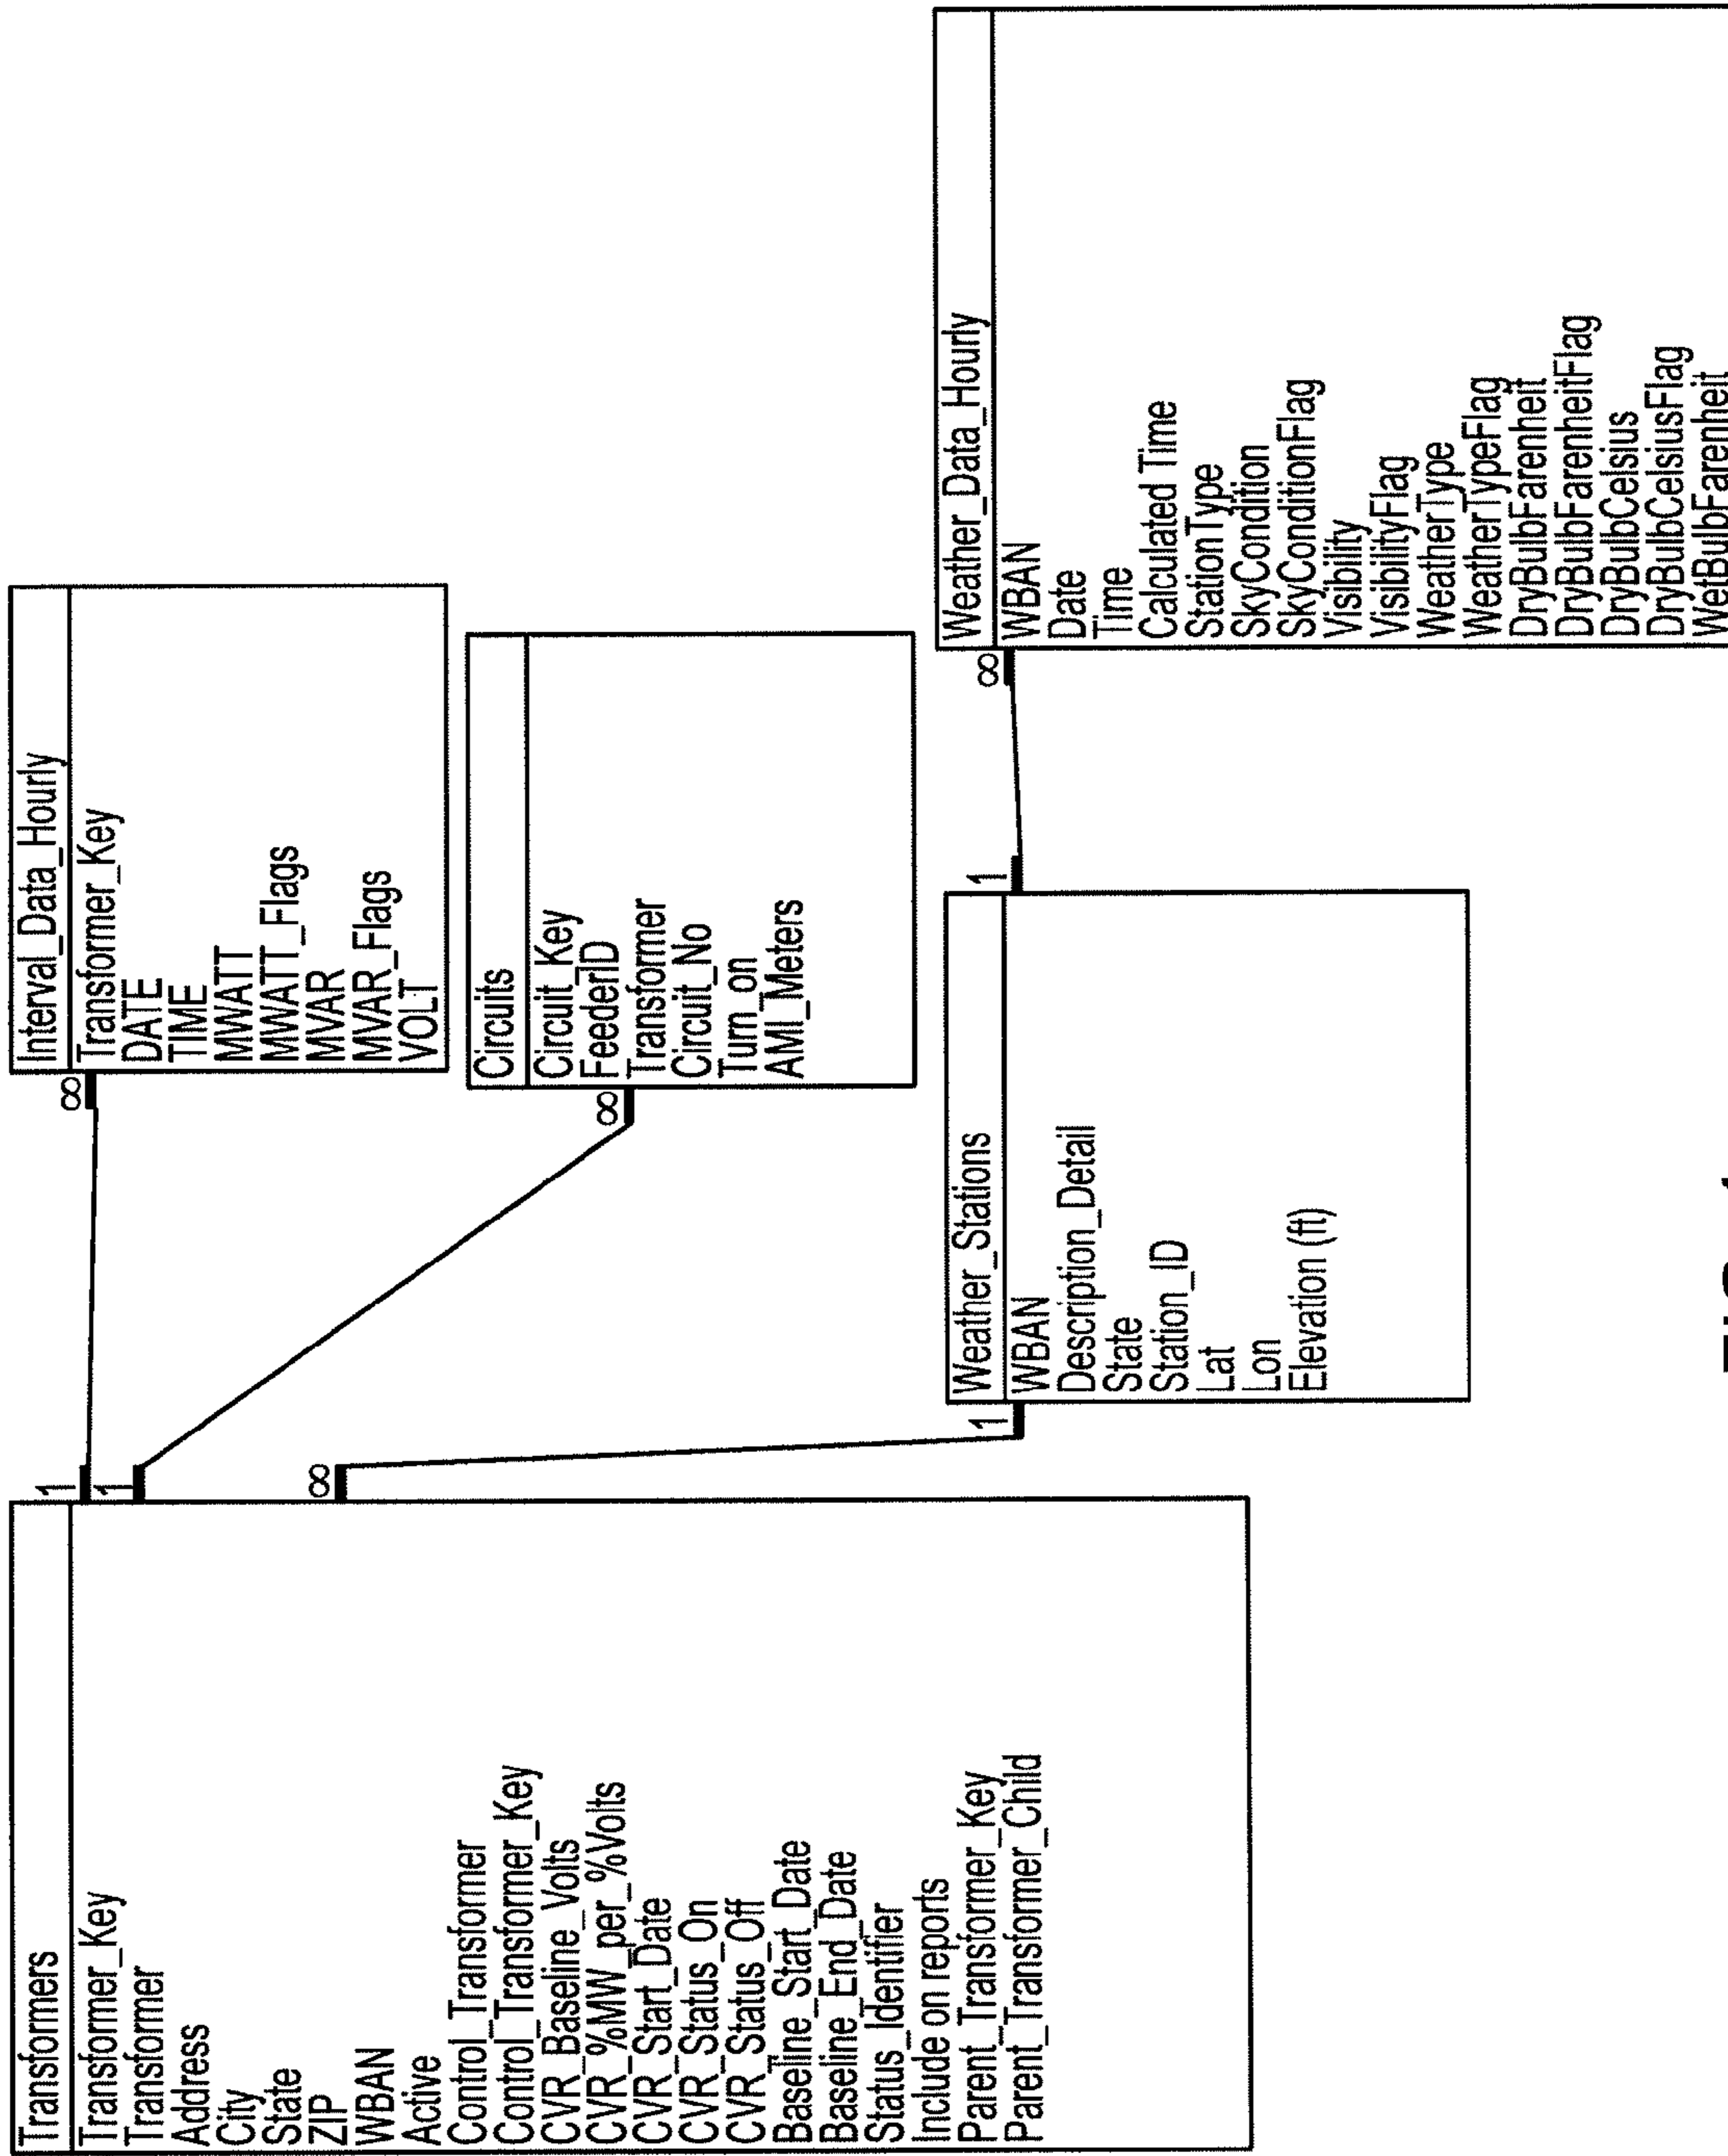 Transformers
Transformer_Key
Transformer
Address
City
State
ZIP
WBAN
Active
Control_Transformer
Control_Transformer_Key
CVR_Baseline_Volts
CVR_%MW_per_%Volts
CVR_Start_Date
CVR_Status_On
CVR_Status_Off
Baseline_Start_Date
Baseline_End_Date
Status_Identifier
Include on reports
Parent_Transformer_Key
Parent_Transformer_Child
1
1
∞
∞
Interval_Data_Hourly
Transformer_Key
DATE
TIME
MWATT
MWATT_Flags
MVAR
MVAR_Flags
VOLT
∞
Circuits
Circuit_Key
FeederID
Transformer
Circuit_No
Turn_on
AMI_Meters
1
Weather_Stations
WBAN
Description_Detail
State
Station_ID
Lat
Lon
Elevation (ft)
1
∞
Weather_Data_Hourly
WBAN
Date
Time
Calculated Time
StationType
SkyCondition
SkyConditionFlag
Visibility
VisibilityFlag
WeatherType
WeatherTypeFlag
DryBulbFarenheit
DryBulbFarenheitFlag
DryBulbCelsius
DryBulbCelsiusFlag
WetBulbFarenheit